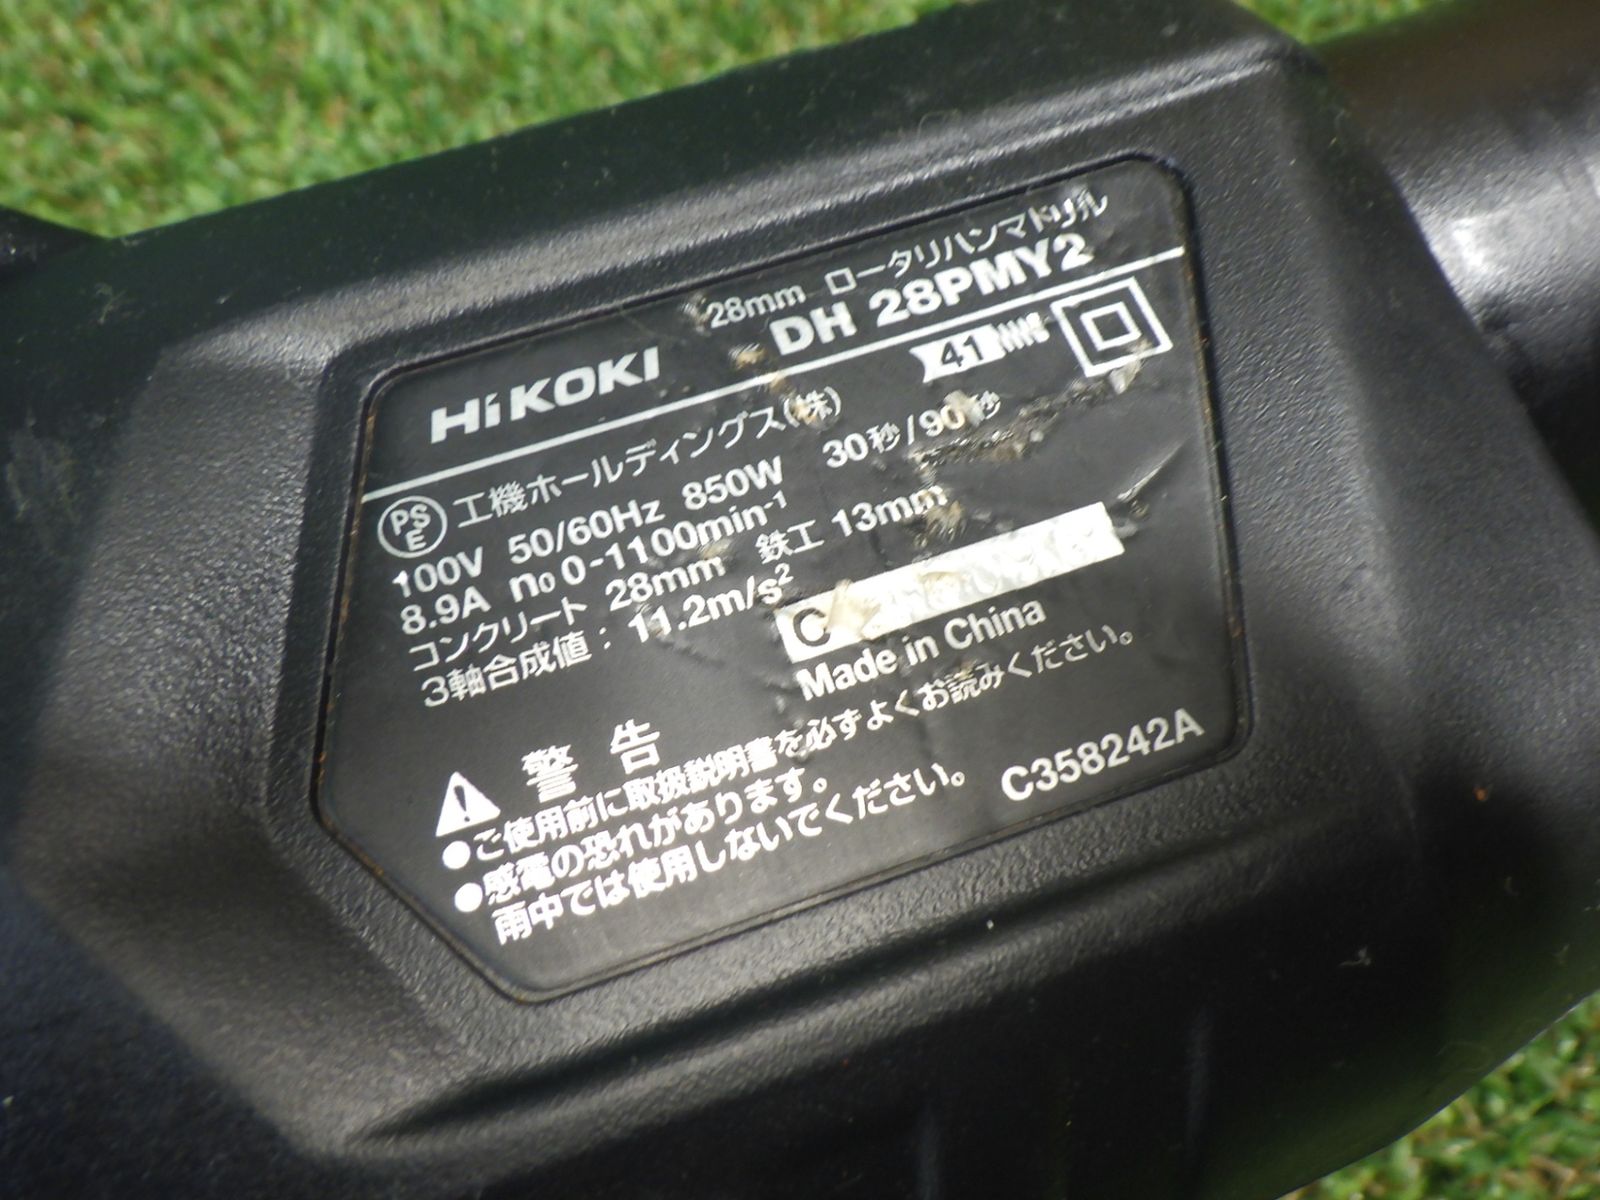 28mm ロータリハンマドリル
HiKOKI DH 28PMY2
PSE 工機ホールディングス(株) 41
100V 50/60Hz 850W 30秒/90秒
8.9A n₀ 0-1100min⁻¹
コンクリート 28mm 鉄工 13mm
3軸合成値: 11.2m/s²
C
Made in China
警告
●ご使用前に取扱説明書を必ずよくお読みください。
●感電の恐れがあります。
雨中では使用しないでください。
C358242A